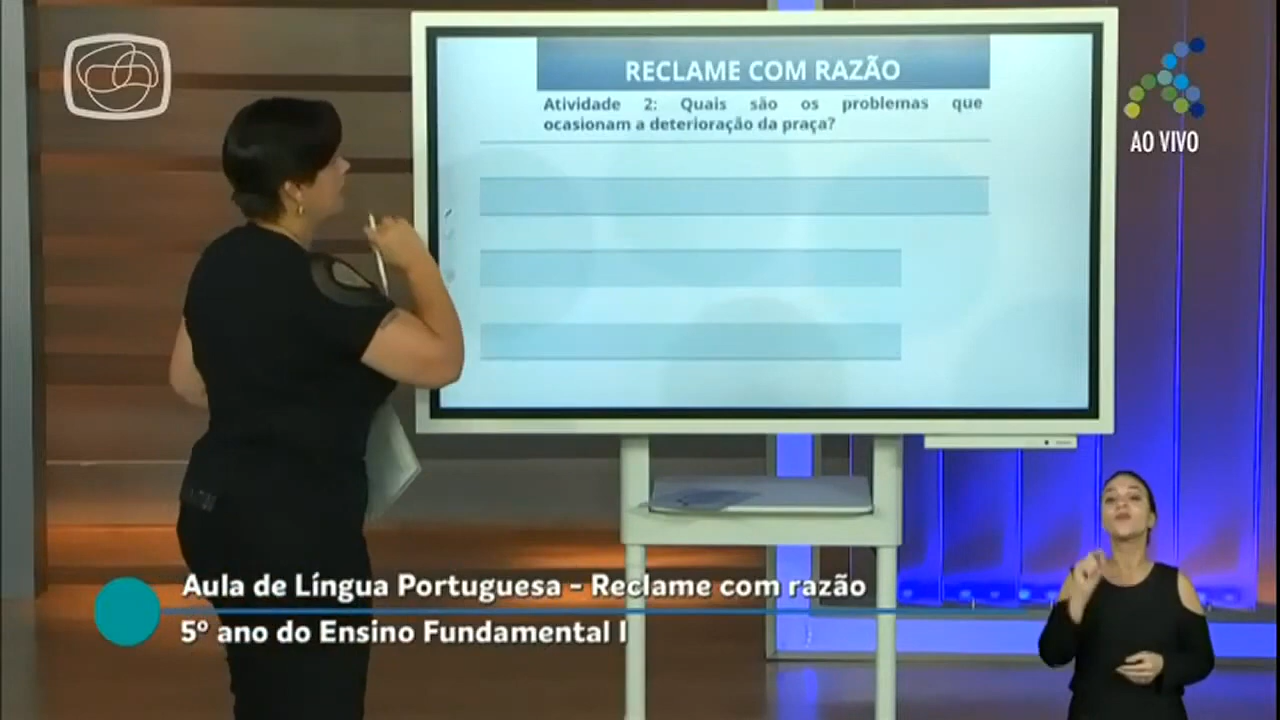 RECLAME COM RAZÃO
Atividade 2: Quais são os problemas que
ocasionam a deterioração da praça?
AO VIVO
Aula de Língua Portuguesa - Reclame com razão
5º ano do Ensino Fundamental I